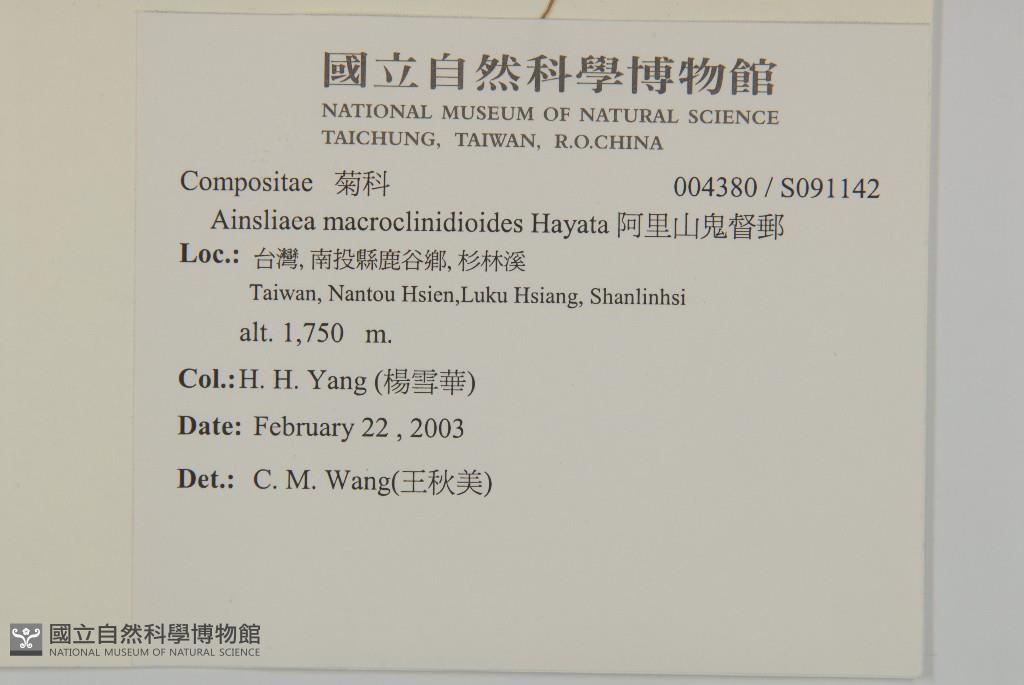 國立自然科學博物館
NATIONAL MUSEUM OF NATURAL SCIENCE
TAICHUNG, TAIWAN, R.O.CHINA
Compositae 菊科 004380 / S091142
Ainsliaea macroclinidioides Hayata 阿里山鬼督郵
Loc.: 台灣, 南投縣鹿谷鄉, 杉林溪
Taiwan, Nantou Hsien,Luku Hsiang, Shanlinhsi
alt. 1,750 m.
Col.: H. H. Yang (楊雪華)
Date: February 22 , 2003
Det.: C. M. Wang(王秋美)
國立自然科學博物館
NATIONAL MUSEUM OF NATURAL SCIENCE